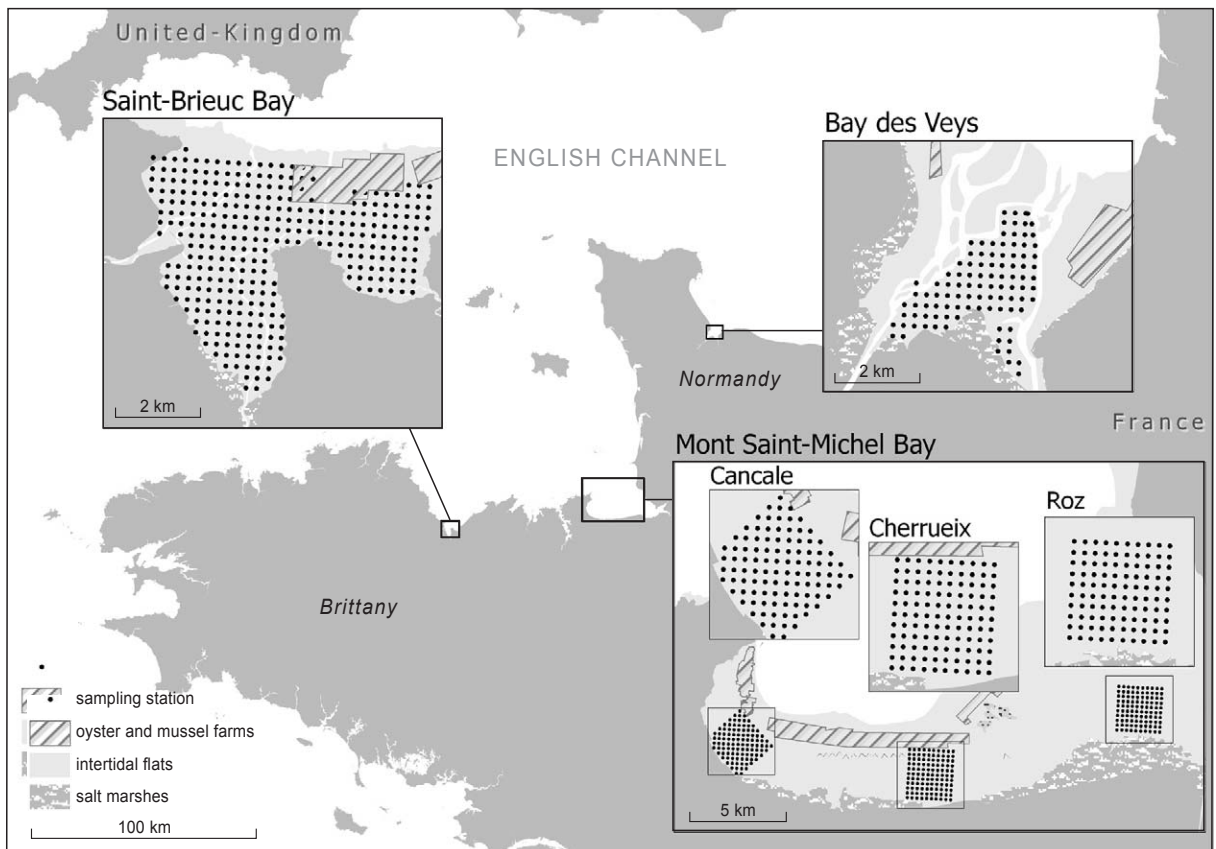 United-Kingdom
Saint-Brieuc Bay
Bay des Veys
ENGLISH CHANNEL
2 km
Normandy
2 km
France
Mont Saint-Michel Bay
Cancale
Cherrueix
Roz
Brittany
sampling station
oyster and mussel farms
intertidal flats
salt marshes
5 km
100 km